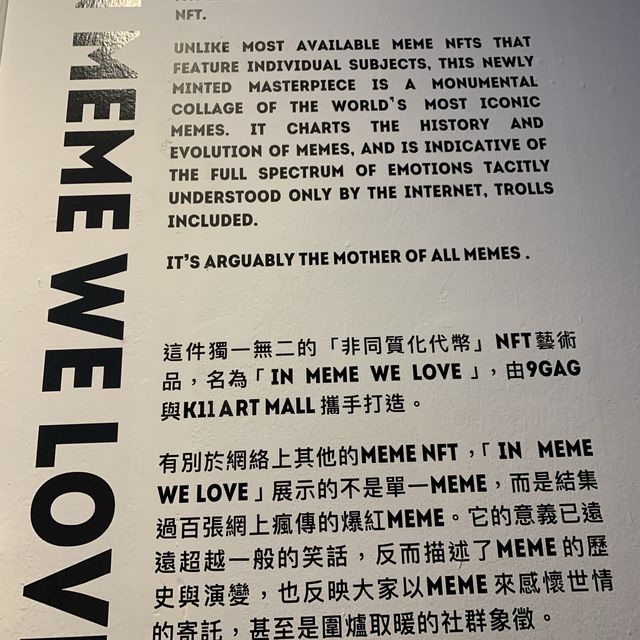 MEME WE LOV
NFT.
UNLIKE MOST AVAILABLE MEME NFTS THAT
FEATURE INDIVIDUAL SUBJECTS, THIS NEWLY
MINTED MASTERPIECE IS A MONUMENTAL
COLLAGE OF THE WORLD'S MOST ICONIC
MEMES. IT CHARTS THE HISTORY AND
EVOLUTION OF MEMES, AND IS INDICATIVE OF
THE FULL SPECTRUM OF EMOTIONS TACITLY
UNDERSTOOD ONLY BY THE INTERNET, TROLLS
INCLUDED.
IT'S ARGUABLY THE MOTHER OF ALL MEMES .
這件獨一無二的「非同質化代幣」NFT藝術
品，名為「IN MEME WE LOVE」，由9GAG
與K11 ART MALL 攜手打造。
有別於網絡上其他的MEME NFT，「IN MEME
WE LOVE」展示的不是單一MEME，而是結集
過百張網上瘋傳的爆紅MEME。它的意義已遠
遠超越一般的笑話，反而描述了MEME的歷
史與演變，也反映大家以MEME來感懷世情
的寄託，甚至是圍爐取暖的社群象徵。